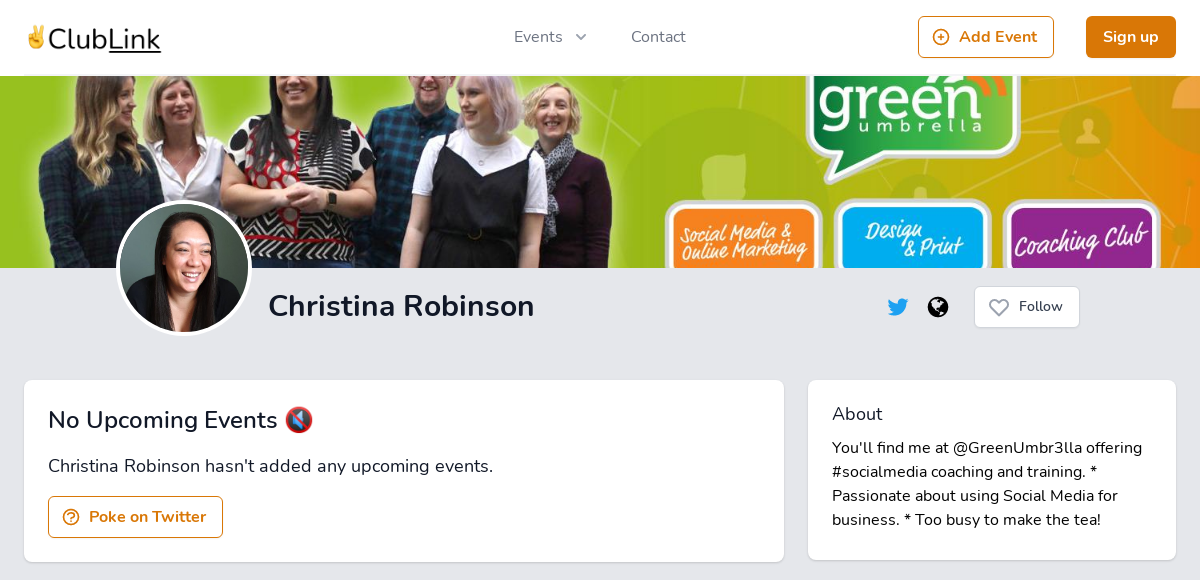 ClubLink
Events
Contact
Add Event
Sign up
green
umbrella
Social Media &
Online Marketing
Design
& Print
Coaching Club
Christina Robinson
Follow
No Upcoming Events
Christina Robinson hasn't added any upcoming events.
Poke on Twitter
About
You'll find me at @GreenUmbr3lla offering
#socialmedia coaching and training. *
Passionate about using Social Media for
business. * Too busy to make the tea!